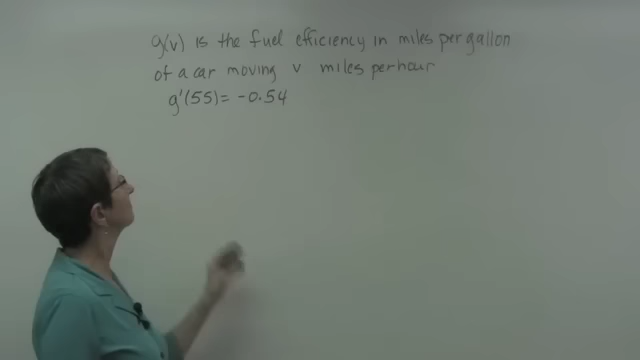 g(v) is the fuel efficiency in miles per gallon
of a car moving v miles per hour
g'(55) = -0.54